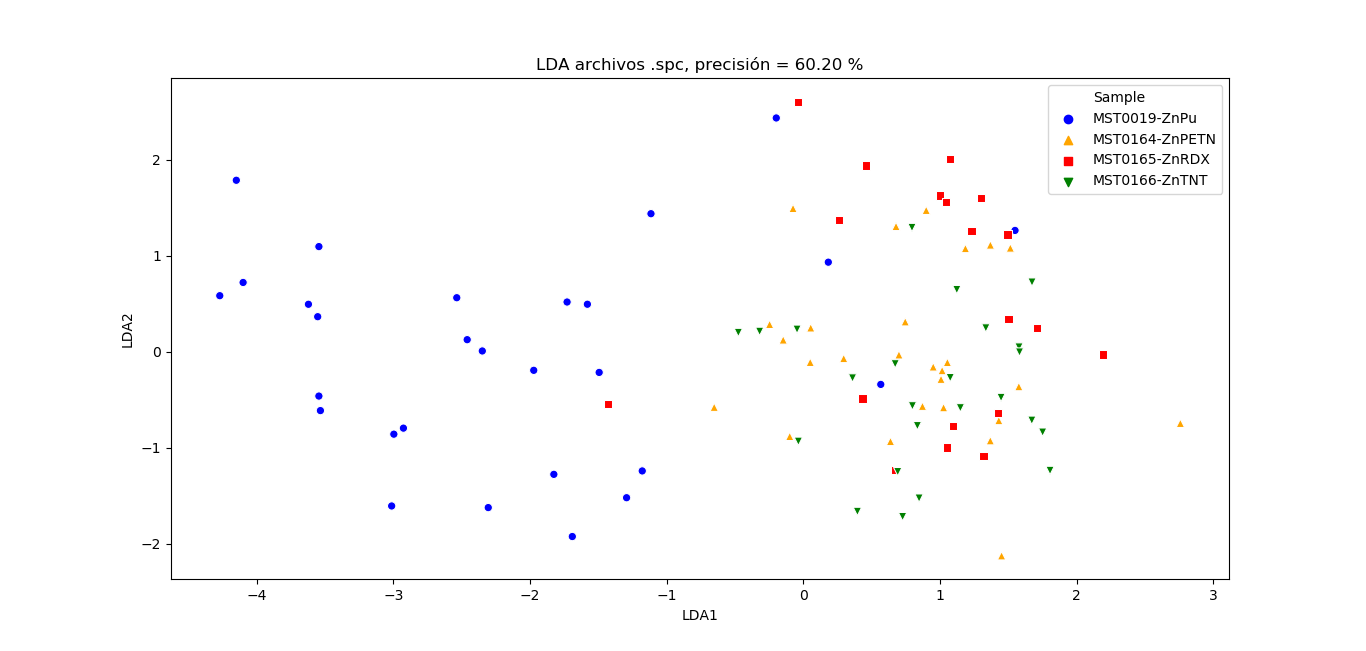 LDA archivos .spc, precisión = 60.20 %
Sample
MST0019-ZnPu
MST0164-ZnPETN
MST0165-ZnRDX
MST0166-ZnTNT
2
1
0
−1
−2
LDA2
−4 −3 −2 −1 0 1 2 3
LDA1